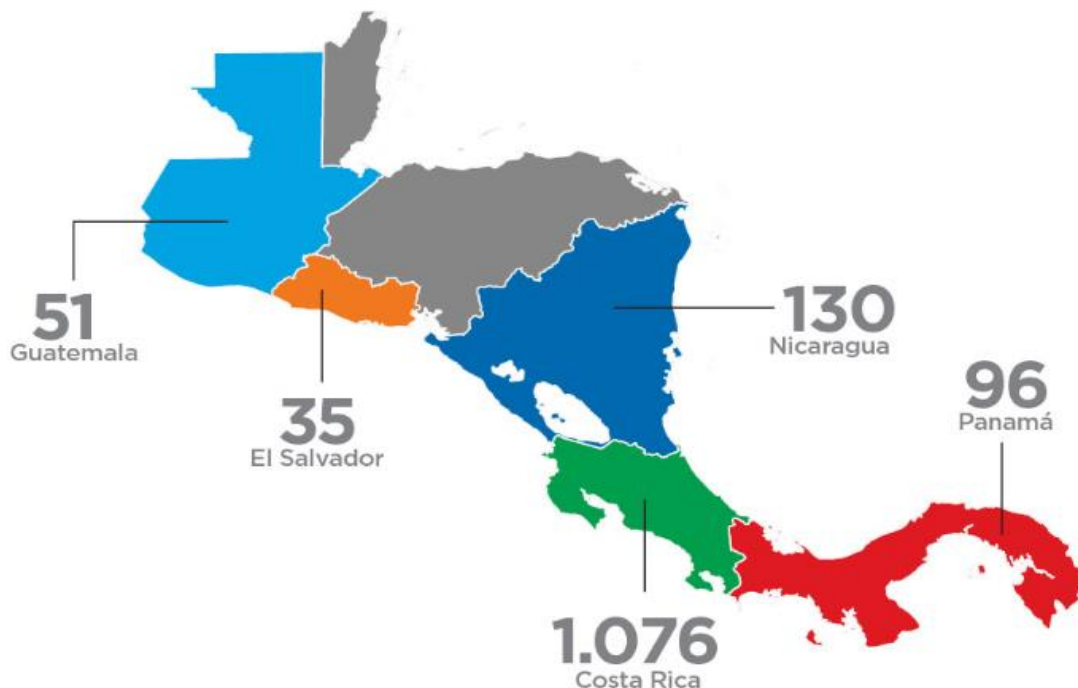 51
Guatemala
35
El Salvador
130
Nicaragua
96
Panamá
1.076
Costa Rica